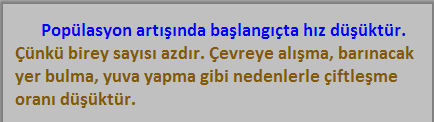 Popülasyon artışında başlangıçta hız düşüktür.
Çünkü birey sayısı azdır. Çevreye alışma, barınacak
yer bulma, yuva yapma gibi nedenlerle çiftleşme
oranı düşüktür.